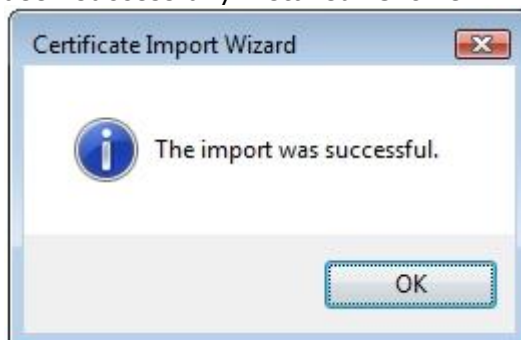 Certificate Import Wizard
The import was successful.
OK